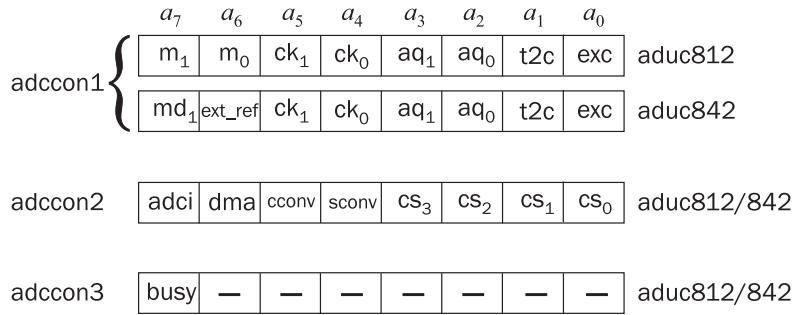 a₇ a₆ a₅ a₄ a₃ a₂ a₁ a₀
m₁ m₀ ck₁ ck₀ aq₁ aq₀ t2c exc aduc812
adccon1
md₁ ext_ref ck₁ ck₀ aq₁ aq₀ t2c exc aduc842
adccon2 adci dma cconv sconv cs₃ cs₂ cs₁ cs₀ aduc812/842
adccon3 busy — — — — — — — aduc812/842